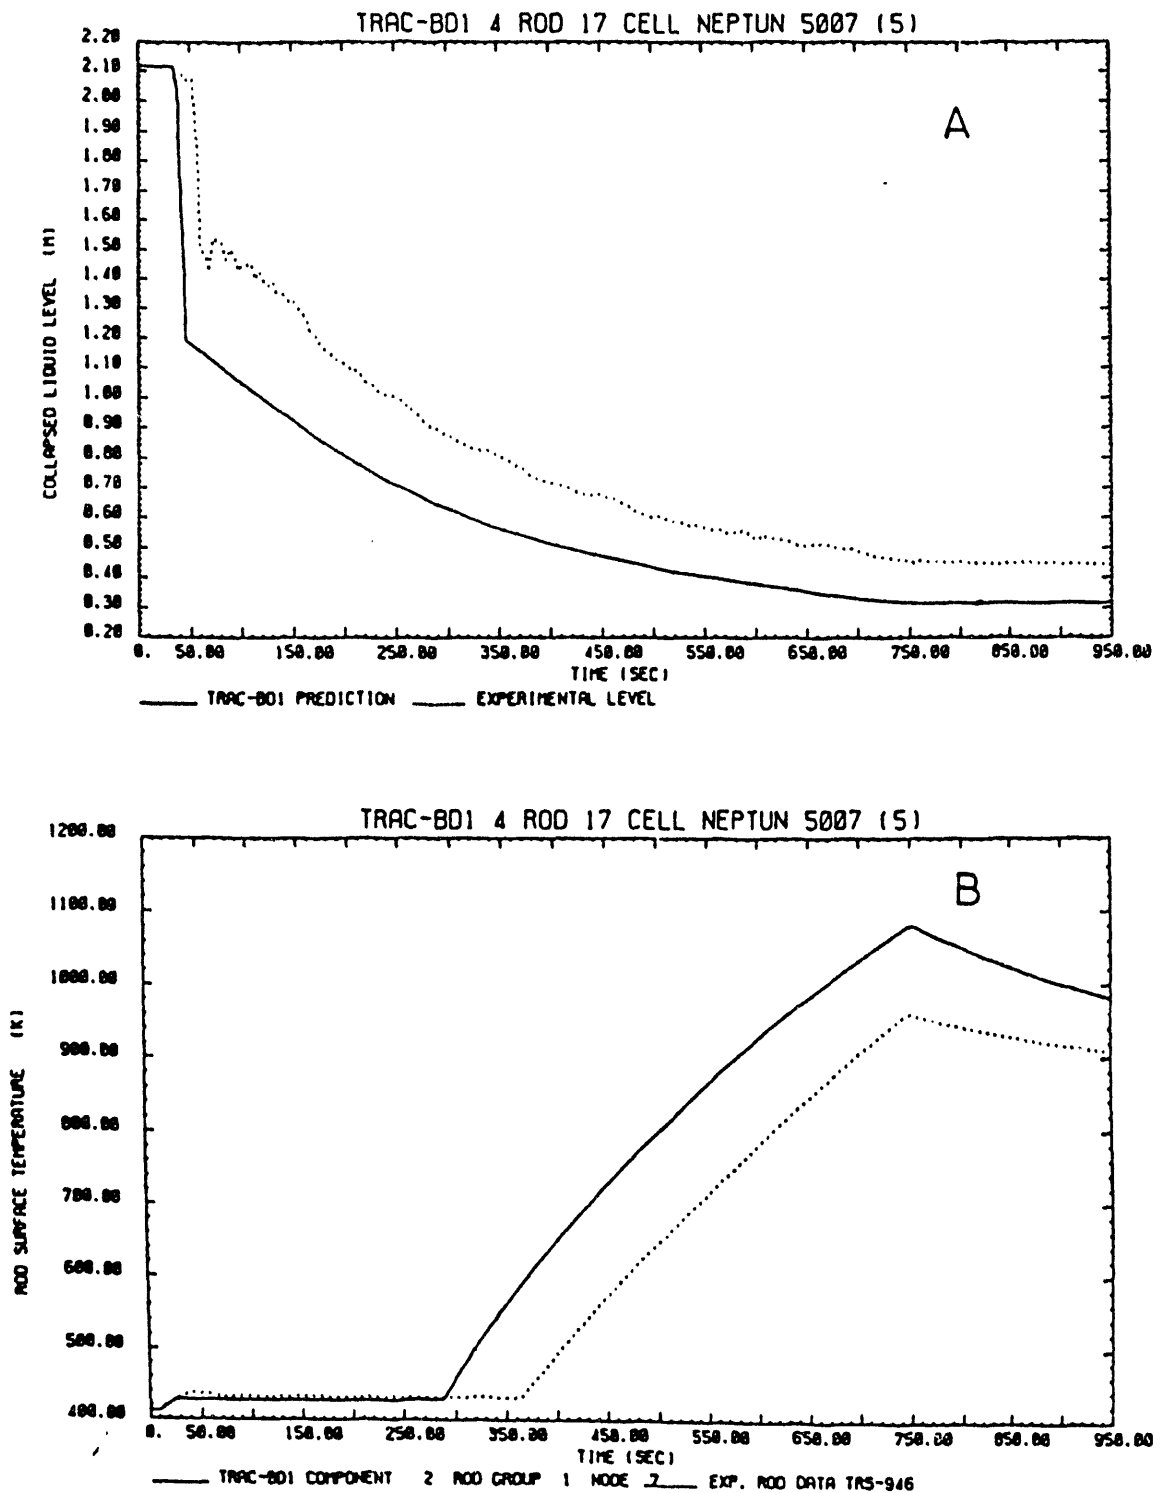 TRAC-BD1 4 ROD 17 CELL NEPTUN 5007 (5)
A
COLLAPSED LIQUID LEVEL (M)
2.20
2.10
2.00
1.90
1.80
1.70
1.60
1.50
1.40
1.30
1.20
1.10
1.00
0.90
0.80
0.70
0.60
0.50
0.40
0.30
0.20
0. 50.00 150.00 250.00 350.00 450.00 550.00 650.00 750.00 850.00 950.00
TIME (SEC)
TRAC-BD1 PREDICTION EXPERIMENTAL LEVEL
TRAC-BD1 4 ROD 17 CELL NEPTUN 5007 (5)
B
ROD SURFACE TEMPERATURE (K)
1200.00
1100.00
1000.00
900.00
800.00
700.00
600.00
500.00
400.00
0. 50.00 150.00 250.00 350.00 450.00 550.00 650.00 750.00 850.00 950.00
TIME (SEC)
TRAC-BD1 COMPONENT 2 ROD GROUP 1 NODE 7 EXP. ROD DATA TRS-946